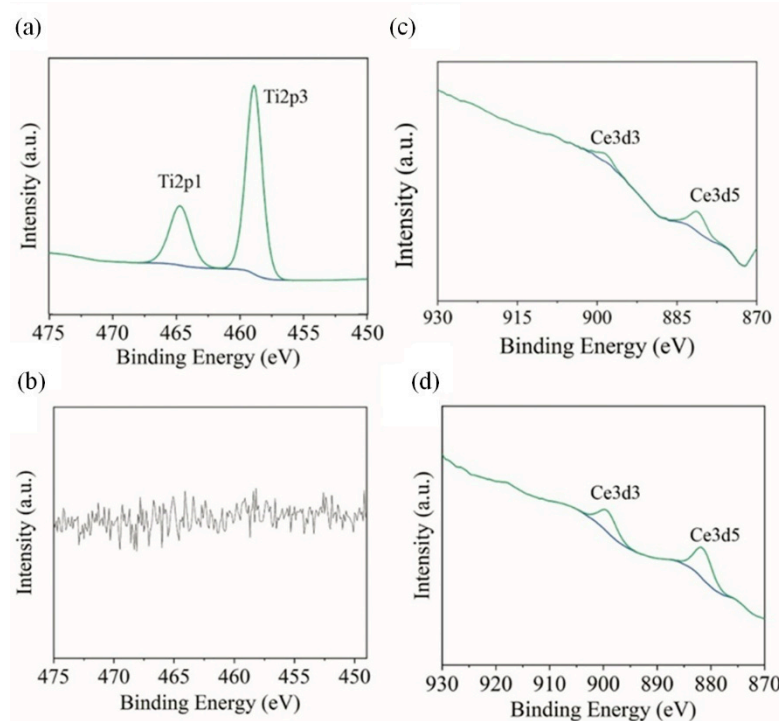 (a)
Intensity (a.u.)
Ti2p1
Ti2p3
475 470 465 460 455 450
Binding Energy (eV)
(c)
Intensity (a.u.)
Ce3d3
Ce3d5
930 915 900 885 870
Binding Energy (eV)
(b)
Intensity (a.u.)
475 470 465 460 455 450
Binding Energy (eV)
(d)
Intensity (a.u.)
Ce3d3
Ce3d5
930 920 910 900 890 880 870
Binding Energy (eV)